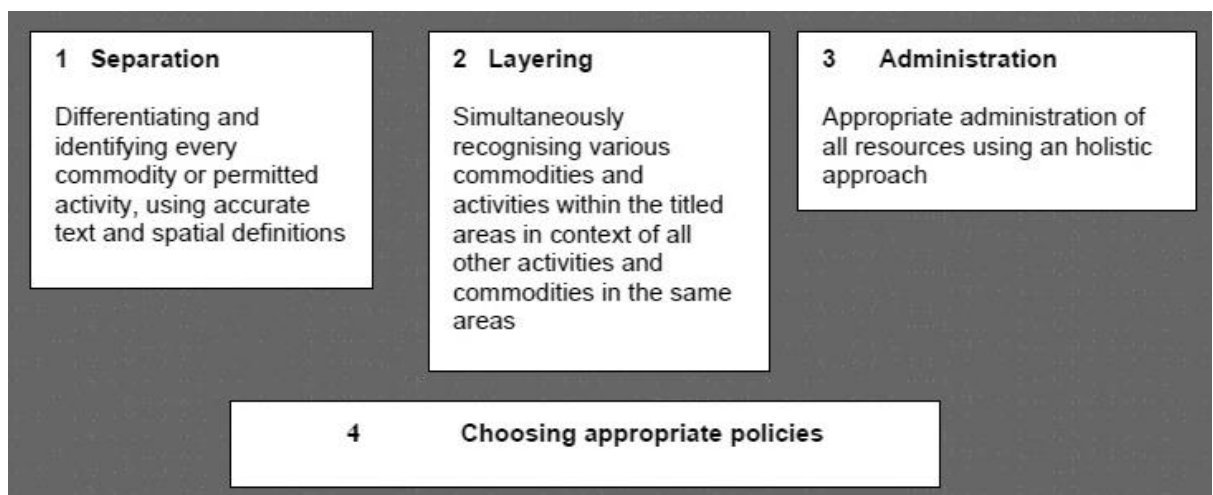 1 Separation
Differentiating and
identifying every
commodity or permitted
activity, using accurate
text and spatial definitions
2 Layering
Simultaneously
recognising various
commodities and
activities within the titled
areas in context of all
other activities and
commodities in the same
areas
3 Administration
Appropriate administration of
all resources using an holistic
approach
4 Choosing appropriate policies